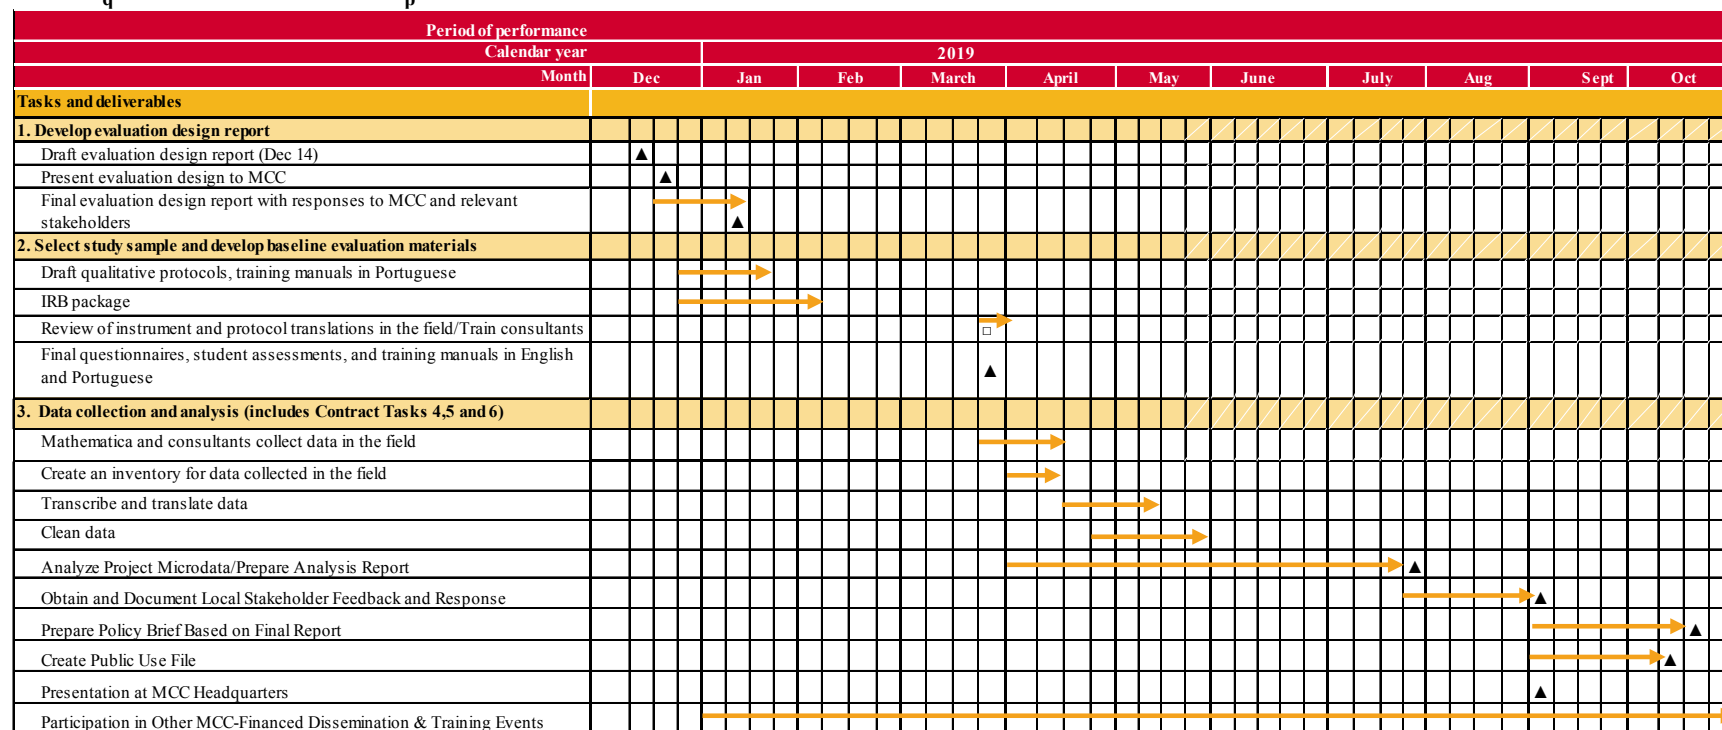 Period of performance
Calendar year 2019
Month Dec Jan Feb March April May June July Aug Sept Oct
Tasks and deliverables
1. Develop evaluation design report
Draft evaluation design report (Dec 14)
Present evaluation design to MCC
Final evaluation design report with responses to MCC and relevant
stakeholders
2. Select study sample and develop baseline evaluation materials
Draft qualitative protocols, training manuals in Portuguese
IRB package
Review of instrument and protocol translations in the field/Train consultants
Final questionnaires, student assessments, and training manuals in English
and Portuguese
3. Data collection and analysis (includes Contract Tasks 4,5 and 6)
Mathematica and consultants collect data in the field
Create an inventory for data collected in the field
Transcribe and translate data
Clean data
Analyze Project Microdata/Prepare Analysis Report
Obtain and Document Local Stakeholder Feedback and Response
Prepare Policy Brief Based on Final Report
Create Public Use File
Presentation at MCC Headquarters
Participation in Other MCC-Financed Dissemination & Training Events